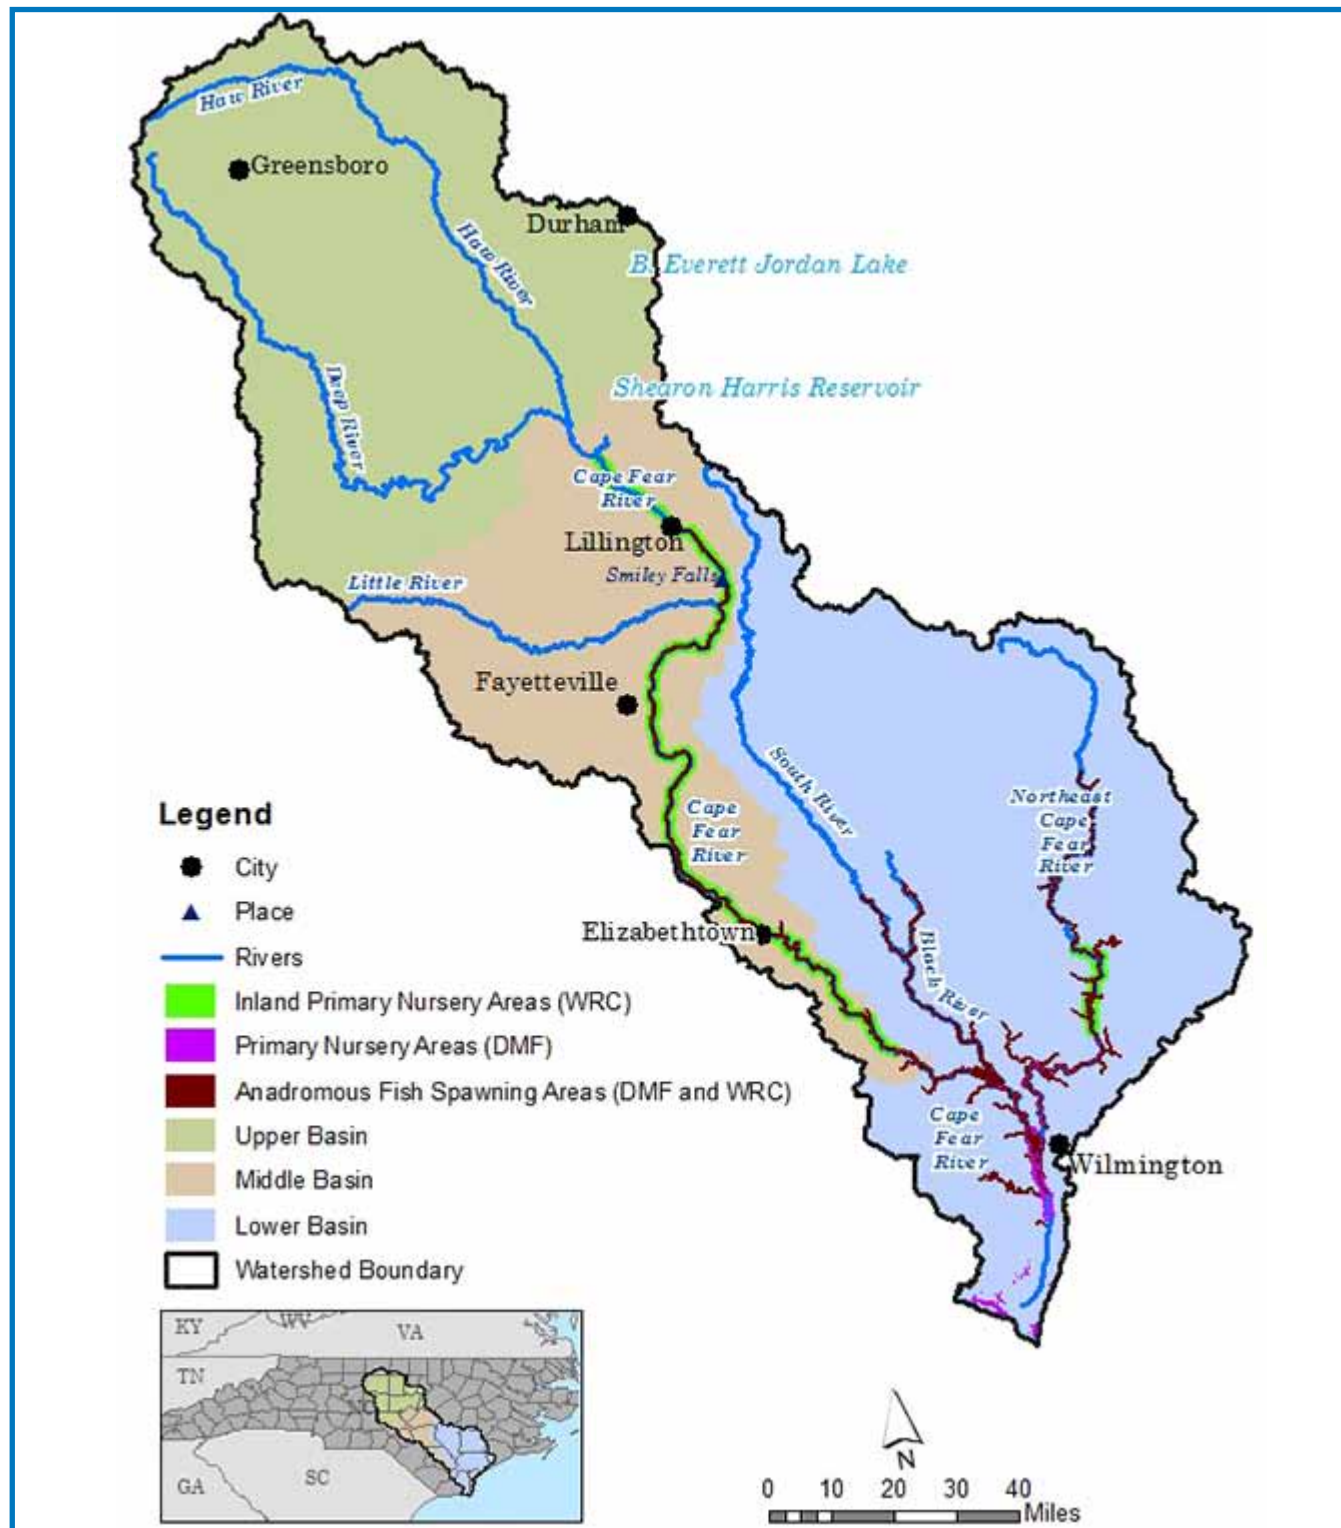 Haw River
Greensboro
Durham
Haw River
B. Everett Jordan Lake
Deep River
Shearon Harris Reservoir
Cape Fear
River
Lillington
Smiley Falls
Little River
Fayetteville
South River
Northeast
Cape
Fear
River
Cape
Fear
River
Elizabethtown
Black River
Cape
Fear
River
Wilmington
Legend
City
Place
Rivers
Inland Primary Nursery Areas (WRC)
Primary Nursery Areas (DMF)
Anadromous Fish Spawning Areas (DMF and WRC)
Upper Basin
Middle Basin
Lower Basin
Watershed Boundary
KY
WV
VA
TN
SC
GA
N
0 10 20 30 40
Miles